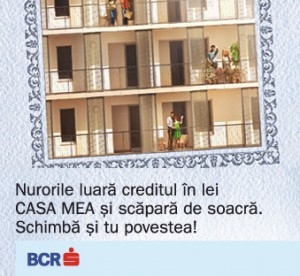 Nurorile luară creditul în lei
CASA MEA și scăpară de soacră.
Schimbă și tu povestea!
BCR